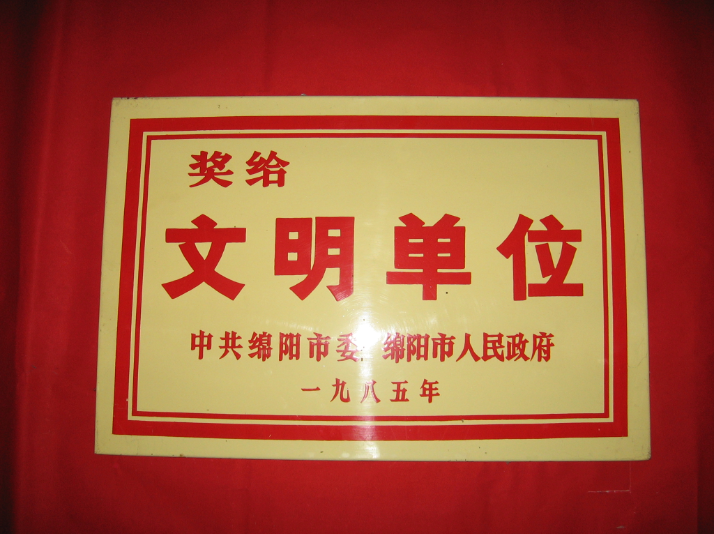 奖给
文明单位
中共绵阳市委 绵阳市人民政府
一九八五年